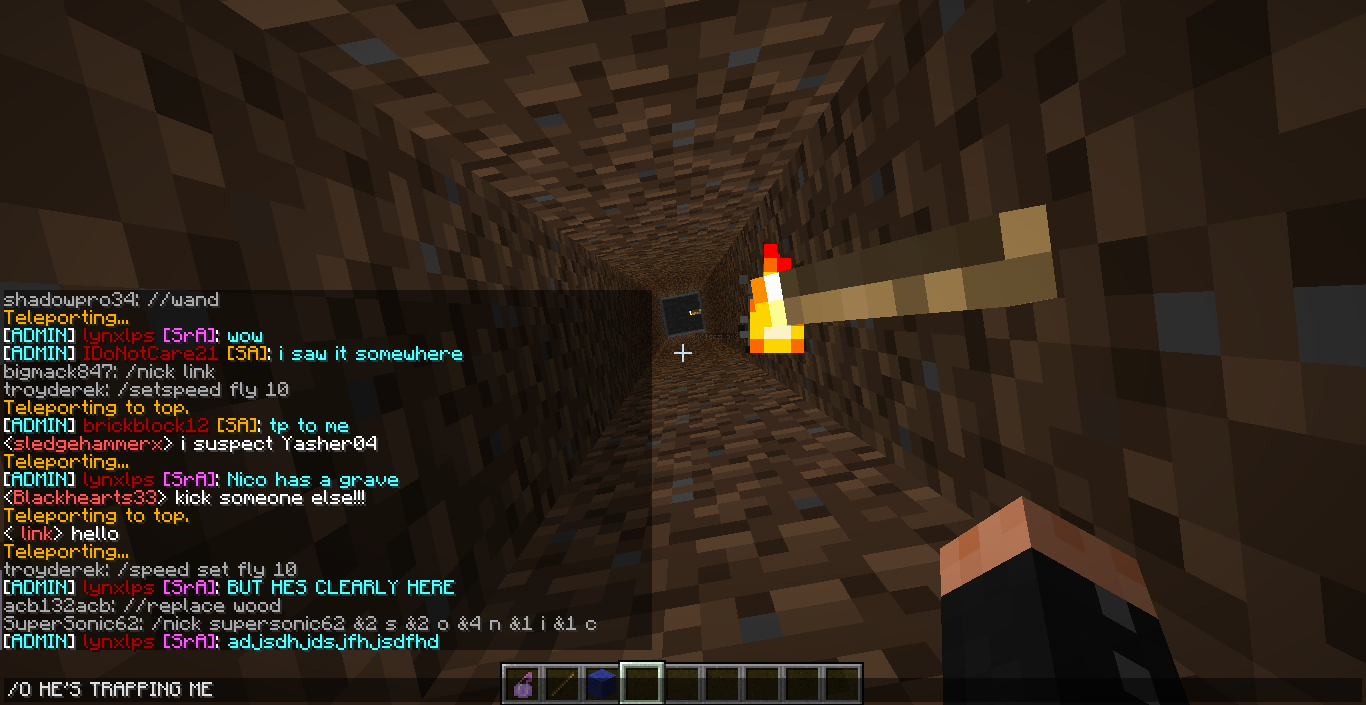 shadowpro34: //wand
Teleporting...
[ADMIN] lynxlps [SrA]: wow
[ADMIN] IDoNotCare21 [SA]: i saw it somewhere
bigmack847: /nick link
troyderek: /setspeed fly 10
Teleporting to top.
[ADMIN] brickblock12 [SA]: tp to me
<sledgehammerx> i suspect Yasher04
Teleporting...
[ADMIN] lynxlps [SrA]: Nico has a grave
<Blackhearts33> kick someone else!!!
Teleporting to top.
< link> hello
Teleporting...
troyderek: /speed set fly 10
[ADMIN] lynxlps [SrA]: BUT HES CLEARLY HERE
acb132acb: //replace wood
SuperSonic62: /nick supersonic62 &2 s &2 o &4 n &1 i &1 c
[ADMIN] lynxlps [SrA]: adjsdhjdsjfhjsdfhd
/O HE'S TRAPPING ME